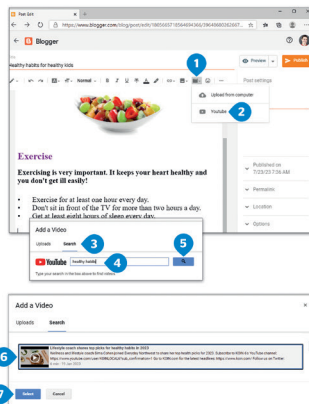 Post: Edit
https://www.blogger.com/blog/post/edit/
Blogger
Preview
Publish
Healthy habits for healthy kids
1
Normal
B I U
Post settings
Upload from computer
Youtube
2
Exercise
Exercising is very important. It keeps your heart healthy and
you don't get ill easily!
• Exercise for at least one hour every day.
• Don't sit in front of the TV for more than two hours a day.
• Get at least eight hours of sleep every day.
Published on
7/23/23 7:36 AM
Permalink
Location
Options
Add a Video
Uploads Search
3
5
YouTube
healthy habits
4
Type your search in the box above to find videos.
Add a Video
Uploads Search
6
Lifestyle coach shares top picks for healthy habits in 2023
7
Select Cancel